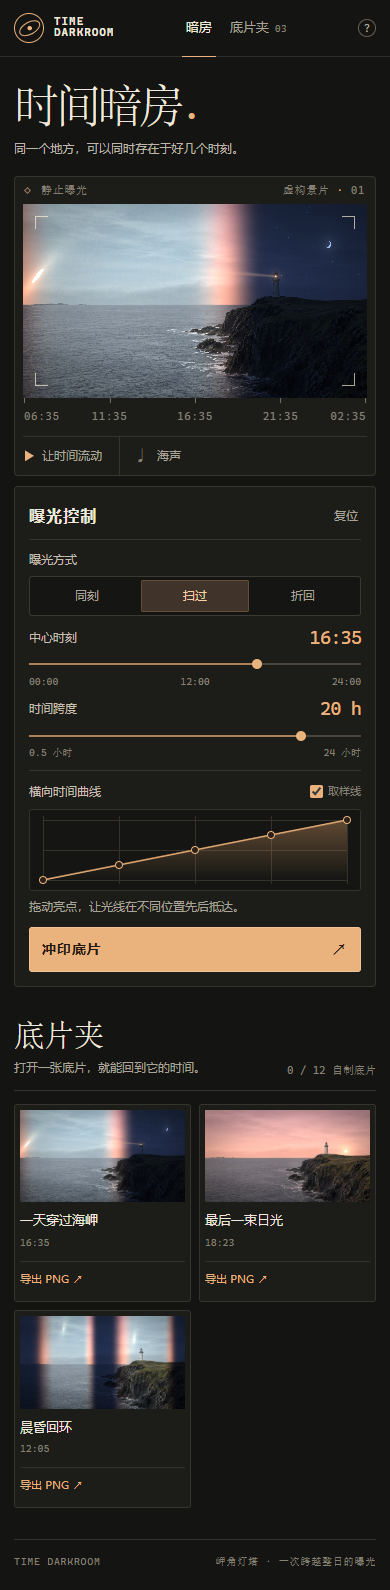 TIME
DARKROOM
暗房 底片夹 03 ?
时间暗房.
同一个地方，可以同时存在于好几个时刻。
◇ 静止曝光 虚构景片 · 01
06:35 11:35 16:35 21:35 02:35
▶ 让时间流动 ♩ 海声
曝光控制 复位
曝光方式
同刻 扫过 折回
中心时刻 16:35
00:00 12:00 24:00
时间跨度 20 h
0.5 小时 24 小时
横向时间曲线 取样线
拖动亮点，让光线在不同位置先后抵达。
冲印底片 ↗
底片夹
打开一张底片，就能回到它的时间。 0 / 12 自制底片
一天穿过海岬
16:35
导出 PNG ↗
最后一束日光
18:23
导出 PNG ↗
晨昏回环
12:05
导出 PNG ↗
TIME DARKROOM 岬角灯塔 · 一次跨越整日的曝光